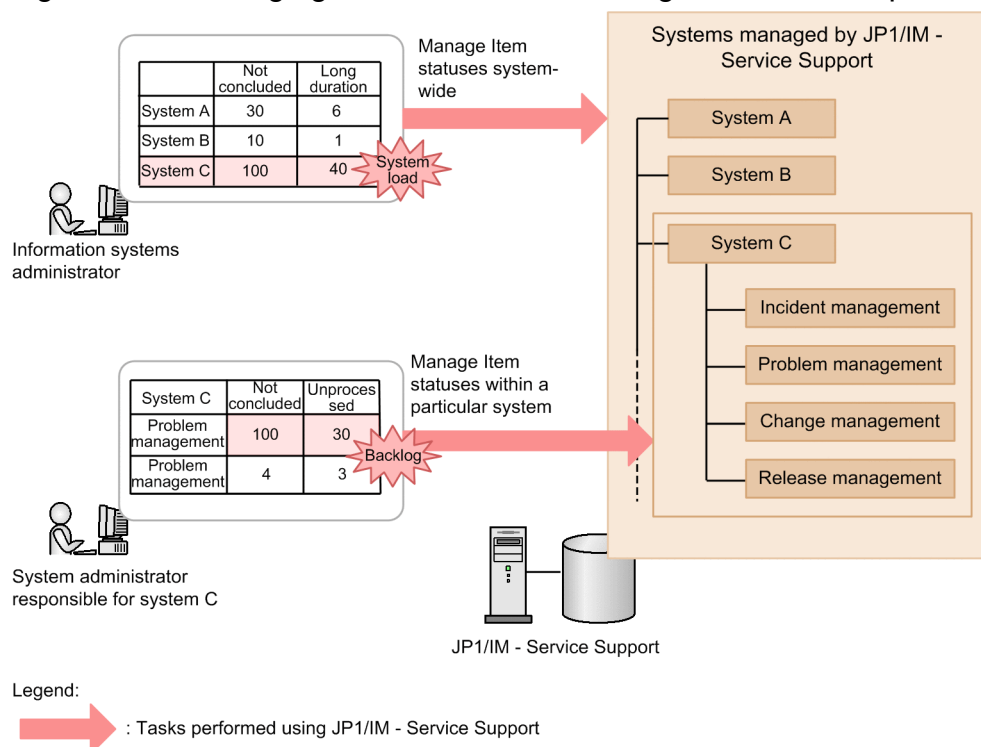 Manage Item
statuses system-
wide
Not
concluded
Long
duration
System A 30 6
System B 10 1
System C 100 40
System
load
Information systems
administrator
Systems managed by JP1/IM -
Service Support
System A
System B
System C
Incident management
Problem management
Change management
Release management
Manage Item
statuses within a
particular system
System C
Not
concluded
Unproces
sed
Problem
management
100 30
Backlog
Problem
management
4 3
System administrator
responsible for system C
JP1/IM - Service Support
Legend:
: Tasks performed using JP1/IM - Service Support